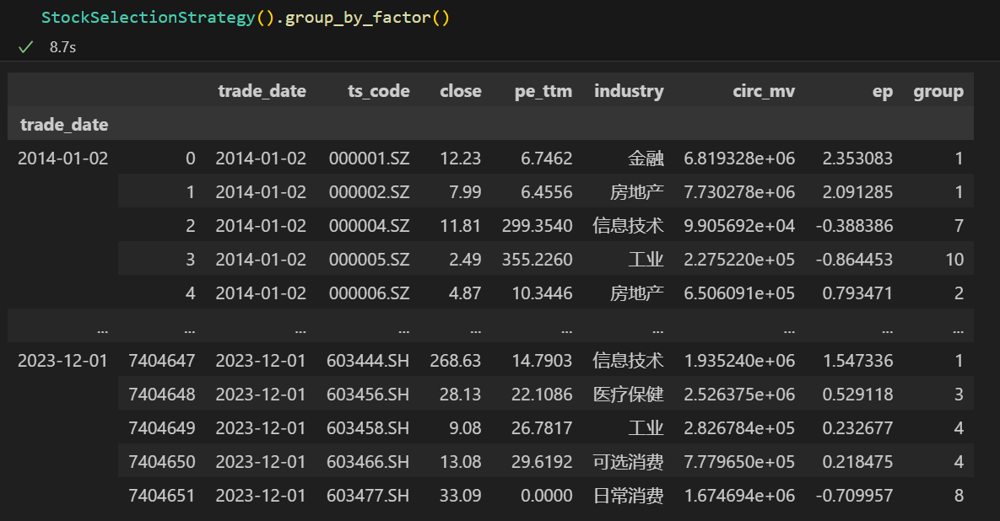 StockSelectionStrategy().group_by_factor()
8.7s
trade_date ts_code close pe_ttm industry circ_mv ep group
trade_date
2014-01-02 0 2014-01-02 000001.SZ 12.23 6.7462 金融 6.819328e+06 2.353083 1
1 2014-01-02 000002.SZ 7.99 6.4556 房地产 7.730278e+06 2.091285 1
2 2014-01-02 000004.SZ 11.81 299.3540 信息技术 9.905692e+04 -0.388386 7
3 2014-01-02 000005.SZ 2.49 355.2260 工业 2.275220e+05 -0.864453 10
4 2014-01-02 000006.SZ 4.87 10.3446 房地产 6.506091e+05 0.793471 2
... ... ... ... ... ... ... ... ... ...
2023-12-01 7404647 2023-12-01 603444.SH 268.63 14.7903 信息技术 1.935240e+06 1.547336 1
7404648 2023-12-01 603456.SH 28.13 22.1086 医疗保健 2.526375e+06 0.529118 3
7404649 2023-12-01 603458.SH 9.08 26.7817 工业 2.826784e+05 0.232677 4
7404650 2023-12-01 603466.SH 13.08 29.6192 可选消费 7.779650e+05 0.218475 4
7404651 2023-12-01 603477.SH 33.09 0.0000 日常消费 1.674694e+06 -0.709957 8